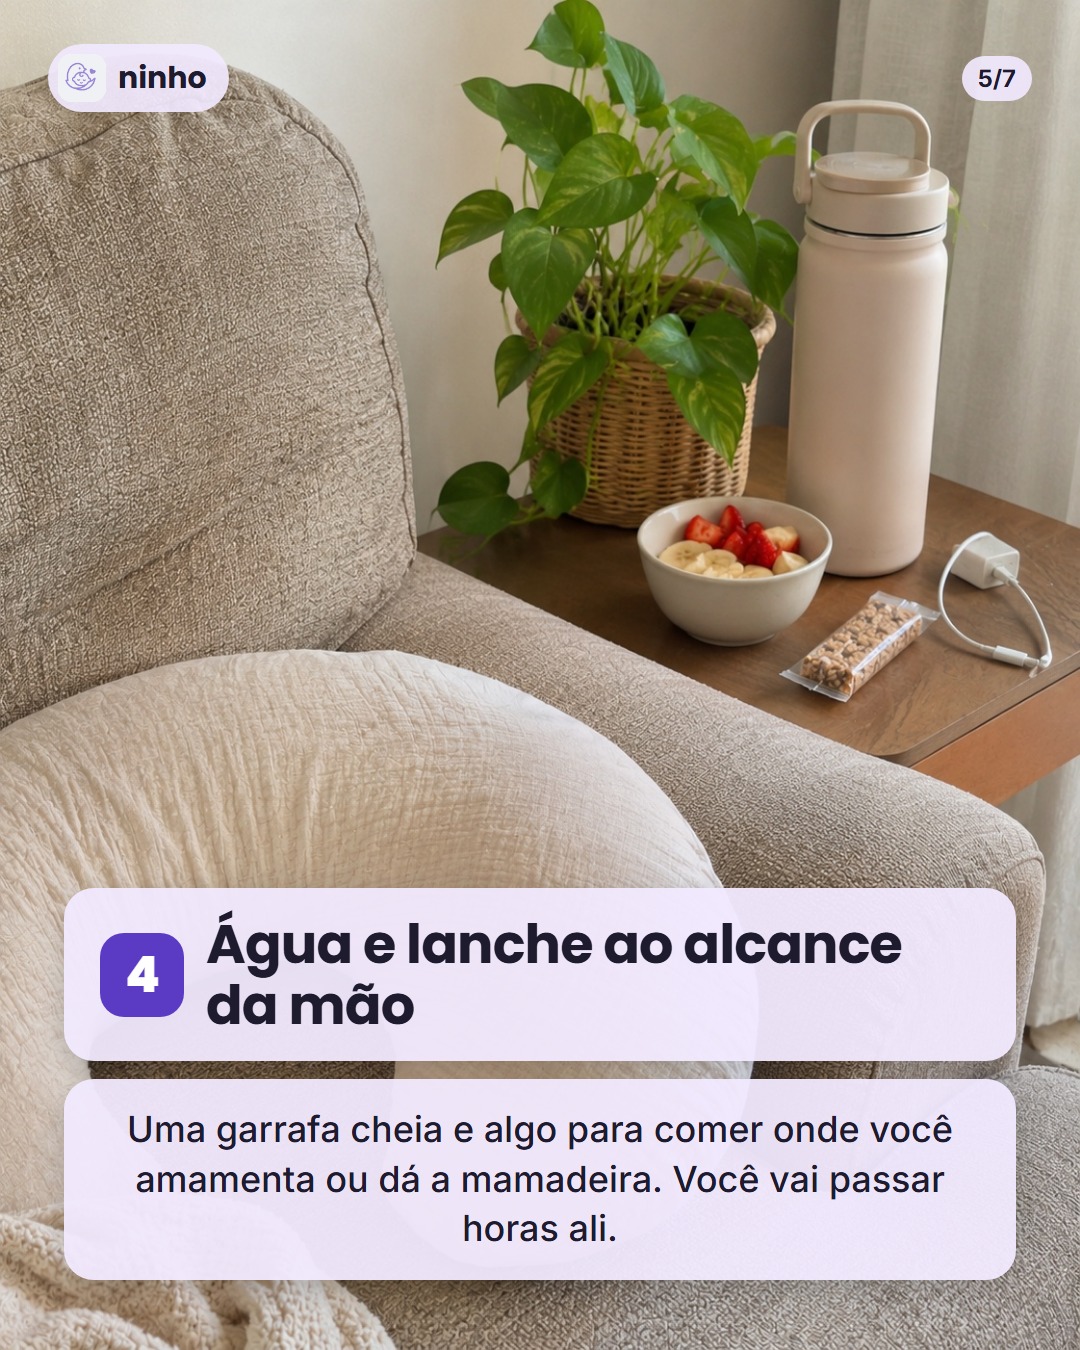 ninho
5/7
4
Água e lanche ao alcance
da mão
Uma garrafa cheia e algo para comer onde você
amamenta ou dá a mamadeira. Você vai passar
horas ali.